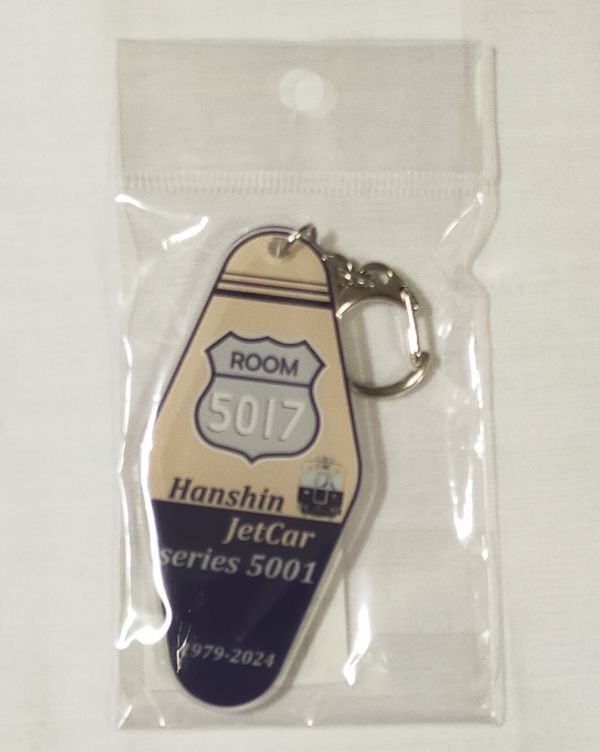 ROOM
5017
Hanshin
JetCar
series 5001
1979-2024